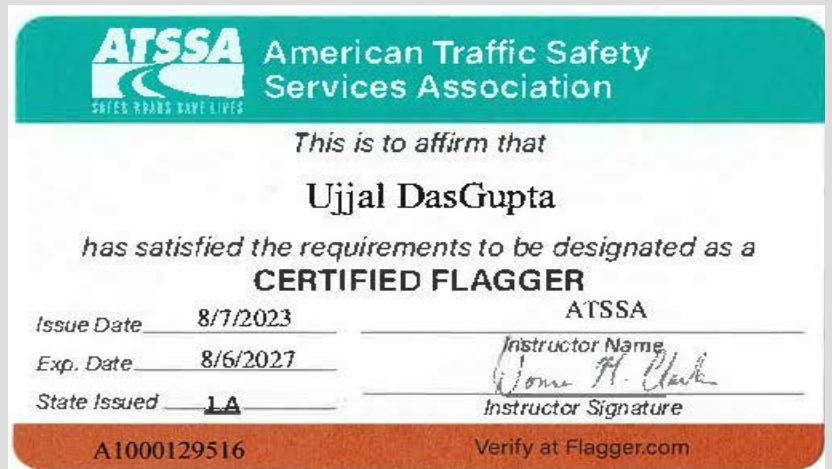 ATSSA
SAFER ROADS SAVE LIVES
American Traffic Safety
Services Association
This is to affirm that
Ujjal DasGupta
has satisfied the requirements to be designated as a
CERTIFIED FLAGGER
Issue Date 8/7/2023
ATSSA
Instructor Name
Exp. Date 8/6/2027
State Issued LA
Instructor Signature
A1000129516
Verify at Flagger.com